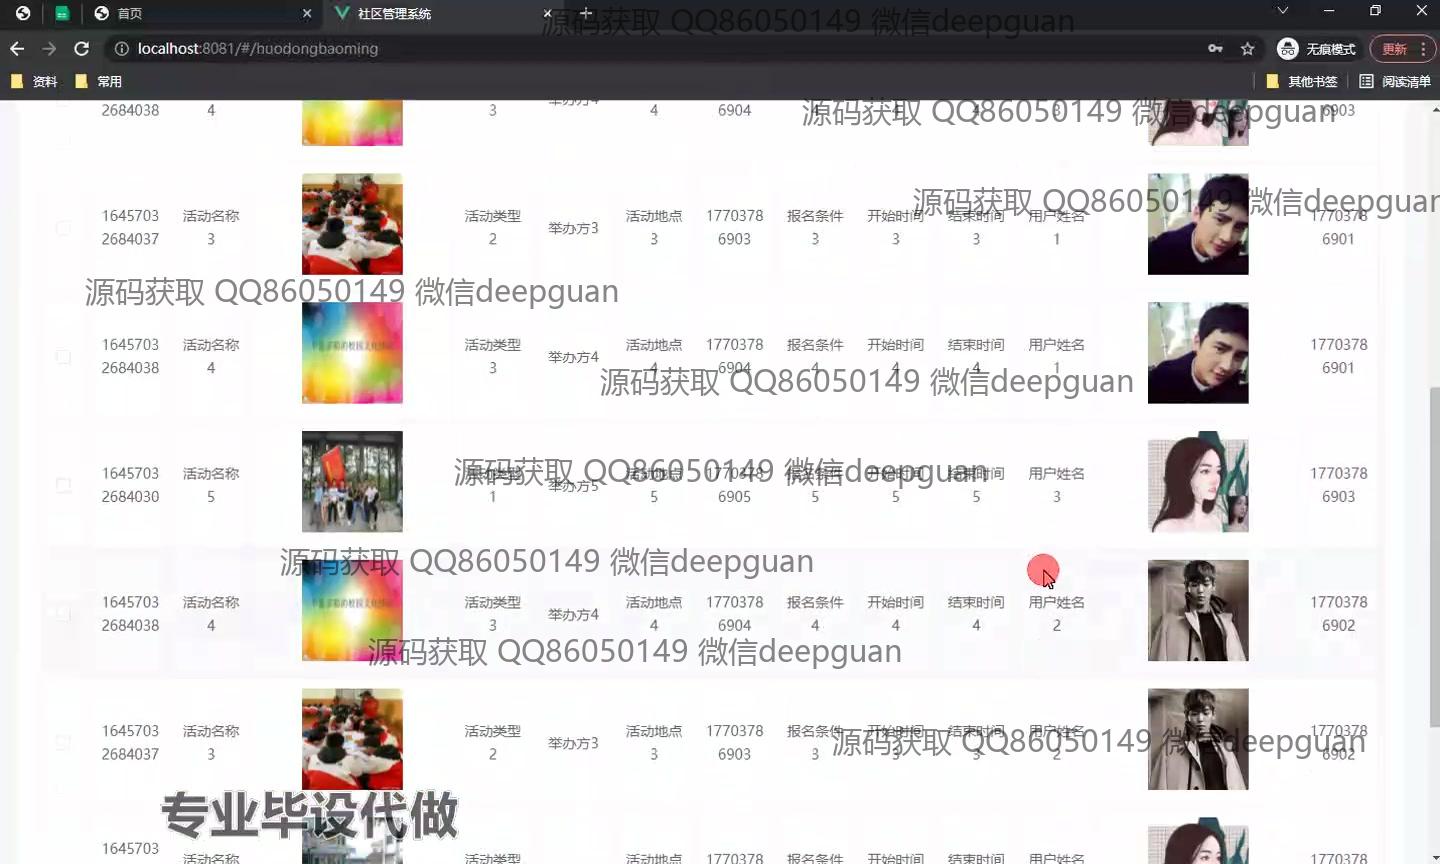 首页
社区管理系统
源码获取 QQ86050149 微信deepguan
localhost:8081/#/huodongbaoming
无痕模式
更新
资料
常用
其他书签
阅读清单
2684038
4
3
举办方4
4
6904
4
4
4
3
6903
源码获取 QQ86050149 微信deepguan
1645703
2684037
活动名称
3
活动类型
2
举办方3
活动地点
3
1770378
6903
报名条件
3
开始时间
3
结束时间
3
用户姓名
1
1770378
6901
源码获取 QQ86050149 微信deepguan
源码获取 QQ86050149 微信deepguan
1645703
2684038
活动名称
4
活动类型
3
举办方4
活动地点
4
1770378
6904
报名条件
4
开始时间
4
结束时间
4
用户姓名
1
1770378
6901
源码获取 QQ86050149 微信deepguan
1645703
2684030
活动名称
5
活动类型
1
举办方5
活动地点
5
1770378
6905
报名条件
5
开始时间
5
结束时间
5
用户姓名
3
1770378
6903
源码获取 QQ86050149 微信deepguan
源码获取 QQ86050149 微信deepguan
1645703
2684038
活动名称
4
活动类型
3
举办方4
活动地点
4
1770378
6904
报名条件
4
开始时间
4
结束时间
4
用户姓名
2
1770378
6902
源码获取 QQ86050149 微信deepguan
1645703
2684037
活动名称
3
活动类型
2
举办方3
活动地点
3
1770378
6903
报名条件
3
开始时间
3
结束时间
3
用户姓名
2
1770378
6902
源码获取 QQ86050149 微信deepguan
专业毕设代做
1645703
活动名称
活动类型
活动地点
1770378
报名条件
开始时间
结束时间
用户姓名
1770378